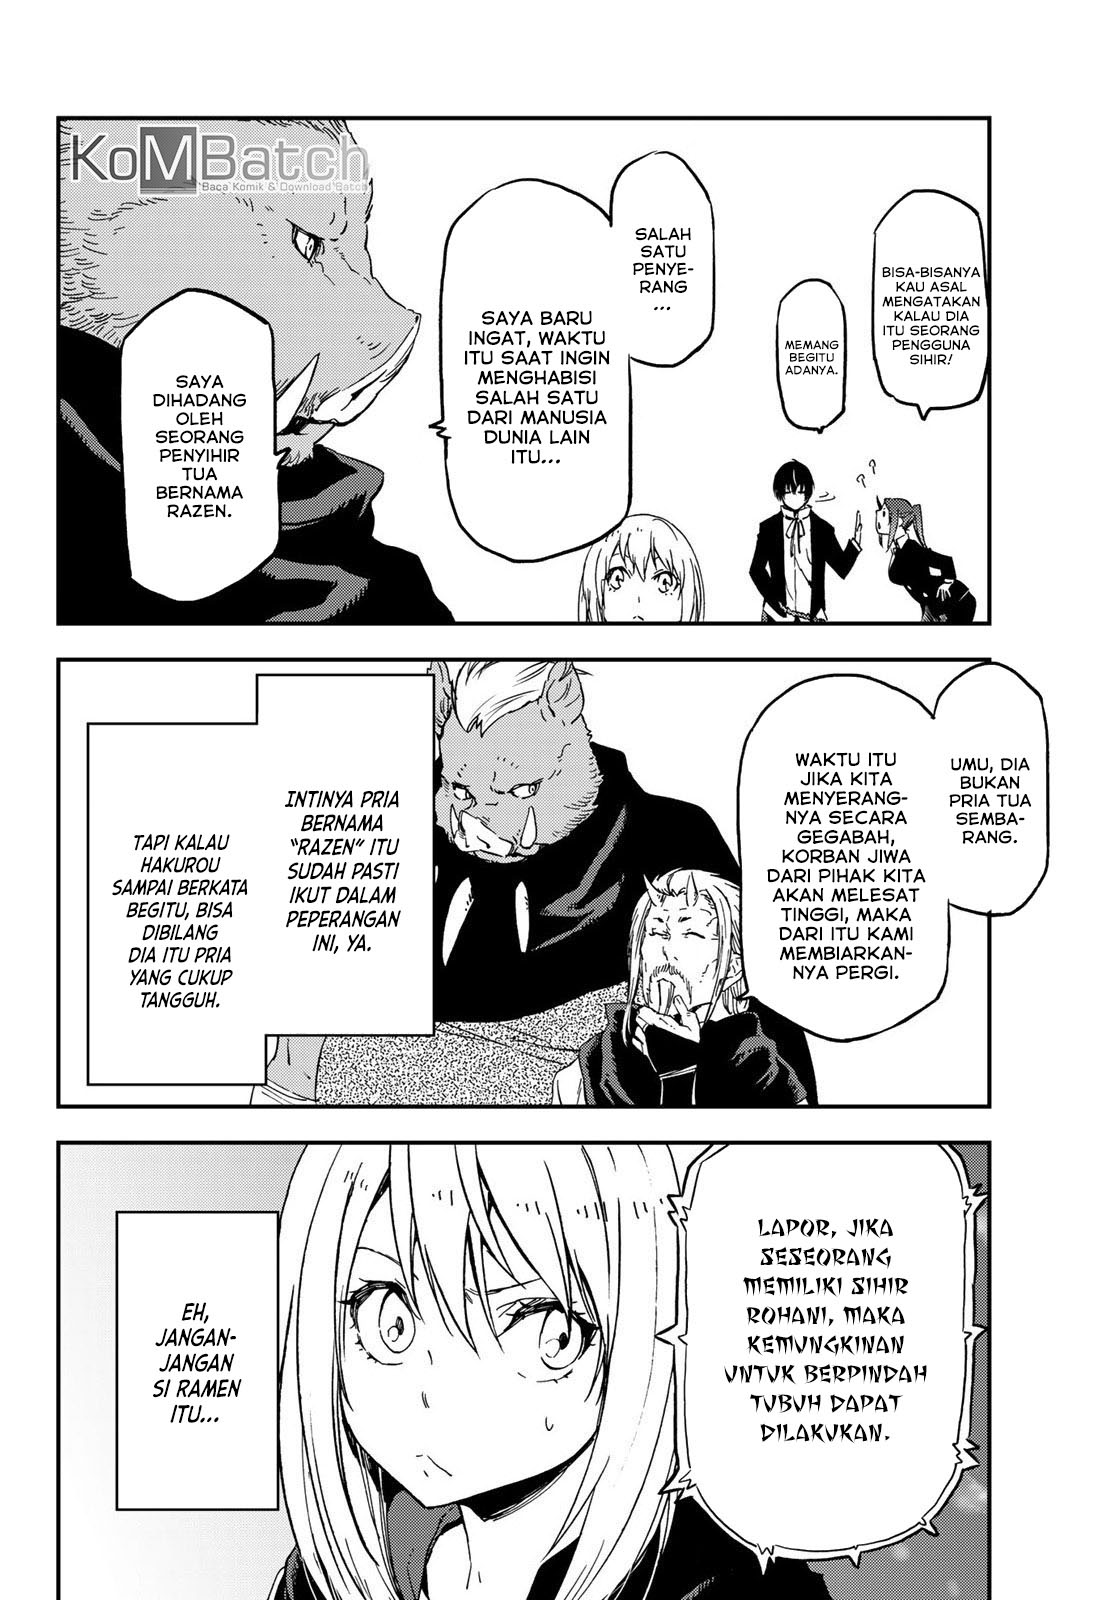 KoMBatch
Baca Komik & Download Batch
BISA-BISANYA
KAU ASAL
MENGATAKAN
KALAU DIA
ITU SEORANG
PENGGUNA
SIHIR!
MEMANG
BEGITU
ADANYA.
? ?
SALAH
SATU
PENYE-
RANG
...
SAYA BARU
INGAT, WAKTU
ITU SAAT INGIN
MENGHABISI
SALAH SATU
DARI MANUSIA
DUNIA LAIN
ITU...
SAYA
DIHADANG
OLEH
SEORANG
PENYIHIR
TUA
BERNAMA
RAZEN.
UMU, DIA
BUKAN
PRIA TUA
SEMBA-
RANG.
WAKTU ITU
JIKA KITA
MENYERANG-
NYA SECARA
GEGABAH,
KORBAN JIWA
DARI PIHAK KITA
AKAN MELESAT
TINGGI, MAKA
DARI ITU KAMI
MEMBIARKAN-
NYA PERGI.
INTINYA PRIA
BERNAMA
"RAZEN" ITU
SUDAH PASTI
IKUT DALAM
PEPERANGAN
INI, YA.
TAPI KALAU
HAKUROU
SAMPAI BERKATA
BEGITU, BISA
DIBILANG
DIA ITU PRIA
YANG CUKUP
TANGGUH.
LAPOR, JIKA
SESEORANG
MEMILIKI SIHIR
ROHANI, MAKA
KEMUNGKINAN
UNTUK BERPINDAH
TUBUH DAPAT
DILAKUKAN.
EH,
JANGAN-
JANGAN
SI RAMEN
ITU...